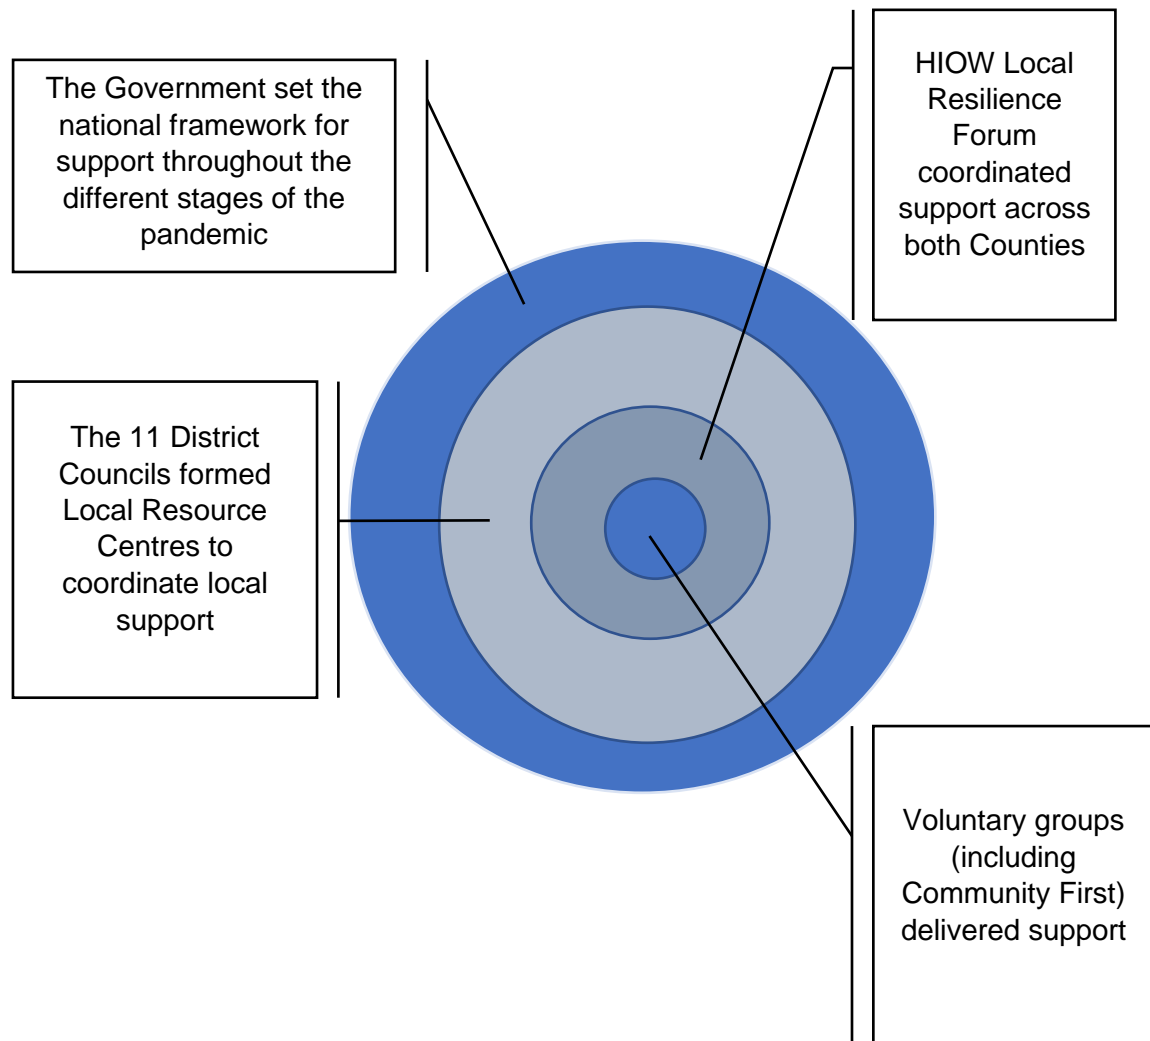 The Government set the
national framework for
support throughout the
different stages of the
pandemic
HIOW Local
Resilience
Forum
coordinated
support across
both Counties
The 11 District
Councils formed
Local Resource
Centres to
coordinate local
support
Voluntary groups
(including
Community First)
delivered support